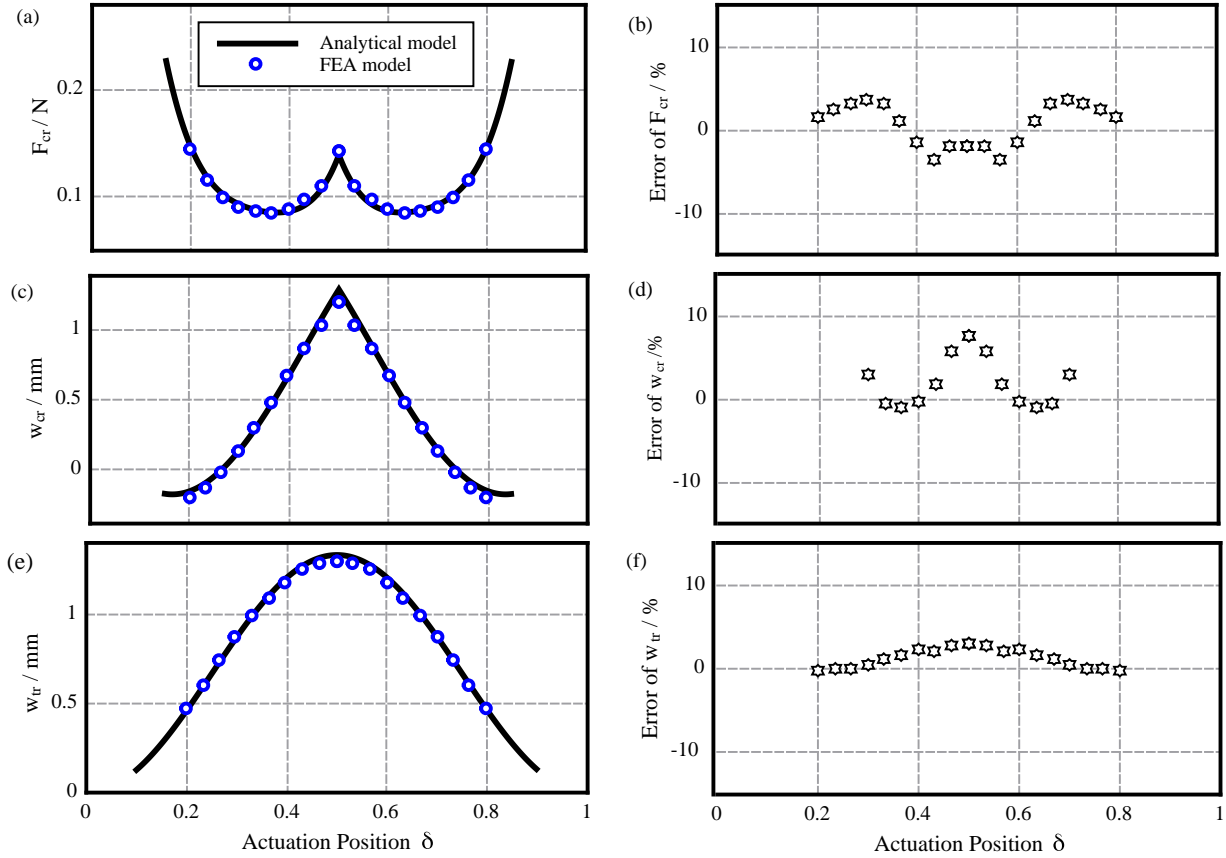 (a)
Analytical model
FEA model
0.2
0.1
F_cr / N
(b)
10
0
-10
Error of F_cr / %
(c)
1
0.5
0
w_cr / mm
(d)
10
0
-10
Error of w_cr /%
(e)
1
0.5
0
w_tr / mm
0 0.2 0.4 0.6 0.8 1
Actuation Position δ
(f)
10
0
-10
Error of w_tr / %
0 0.2 0.4 0.6 0.8 1
Actuation Position δ